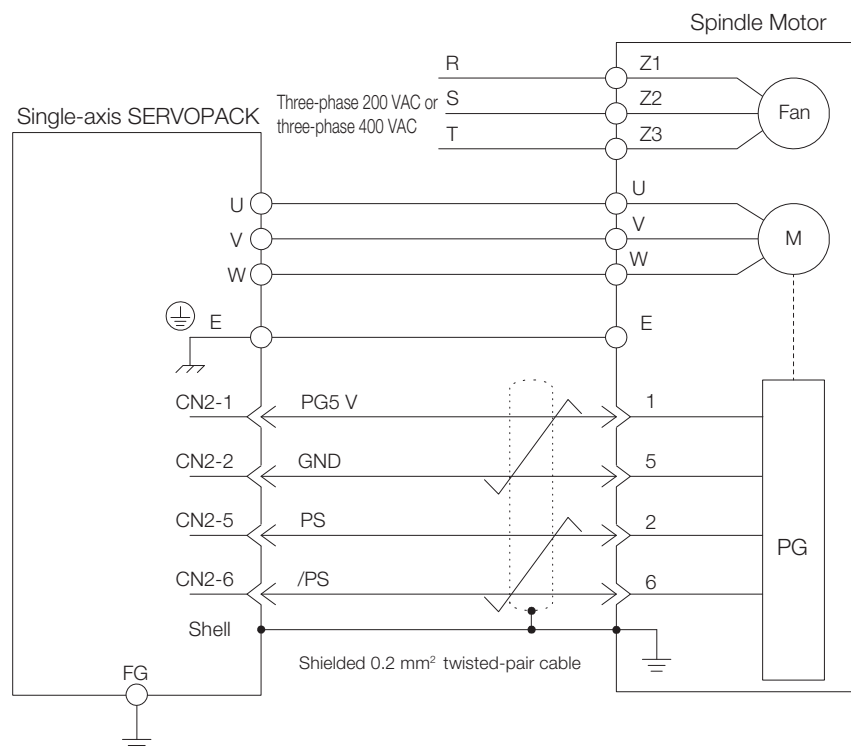 Spindle Motor
R Z1
Three-phase 200 VAC or S Z2 Fan
Single-axis SERVOPACK three-phase 400 VAC
T Z3
U U
V V M
W W
E E
CN2-1 PG5 V 1
CN2-2 GND 5
CN2-5 PS 2
PG
CN2-6 /PS 6
Shell
Shielded 0.2 mm² twisted-pair cable
FG